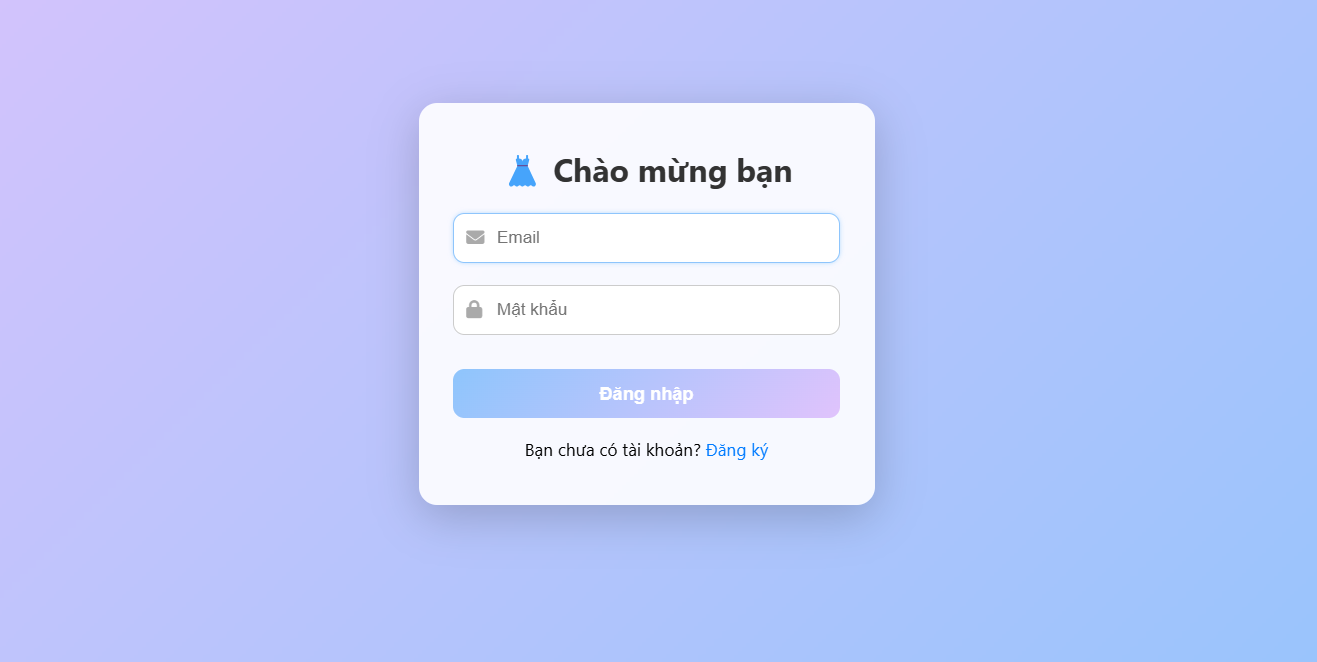 Chào mừng bạn
Email
Mật khẩu
Đăng nhập
Bạn chưa có tài khoản? Đăng ký